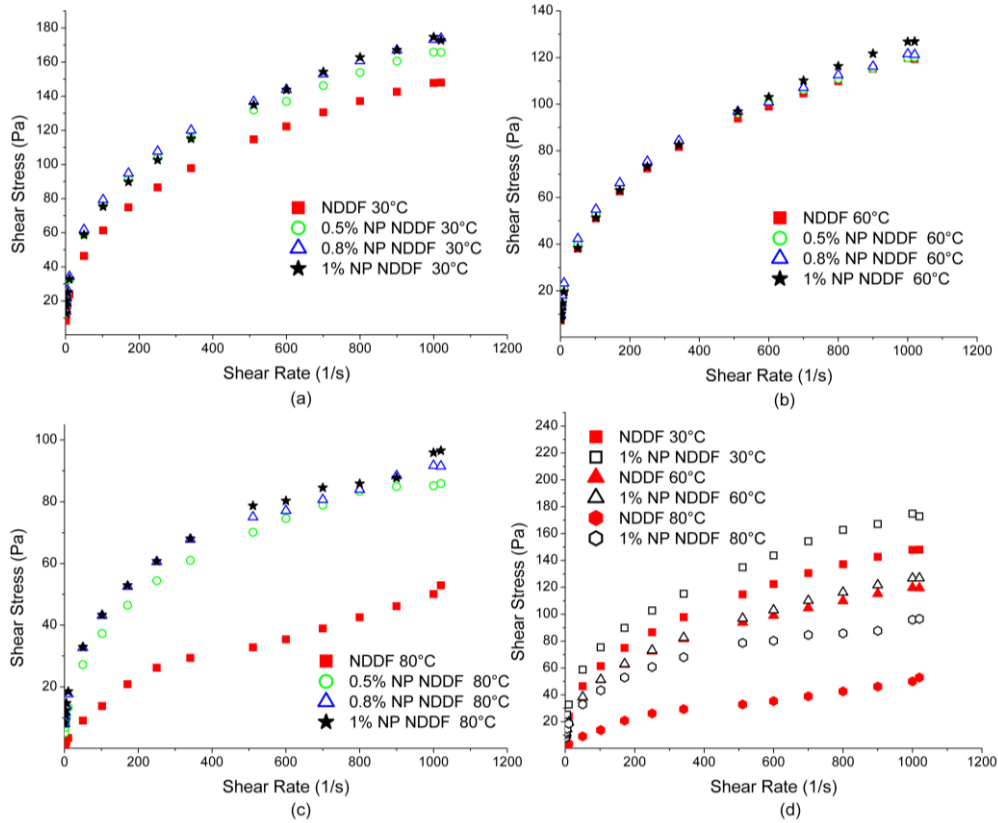 180
160
140
120
100
80
60
40
20
Shear Stress (Pa)
NDDF 30°C
0.5% NP NDDF 30°C
0.8% NP NDDF 30°C
1% NP NDDF 30°C
0
200
400
600
800
1000
1200
Shear Rate (1/s)
(a)
140
120
100
80
60
40
20
Shear Stress (Pa)
NDDF 60°C
0.5% NP NDDF 60°C
0.8% NP NDDF 60°C
1% NP NDDF 60°C
0
200
400
600
800
1000
1200
Shear Rate (1/s)
(b)
100
80
60
40
20
Shear Stress (Pa)
NDDF 80°C
0.5% NP NDDF 80°C
0.8% NP NDDF 80°C
1% NP NDDF 80°C
0
200
400
600
800
1000
1200
Shear Rate (1/s)
(c)
240
220
200
180
160
140
120
100
80
60
40
20
Shear Stress (Pa)
NDDF 30°C
1% NP NDDF 30°C
NDDF 60°C
1% NP NDDF 60°C
NDDF 80°C
1% NP NDDF 80°C
0
200
400
600
800
1000
1200
Shear Rate (1/s)
(d)